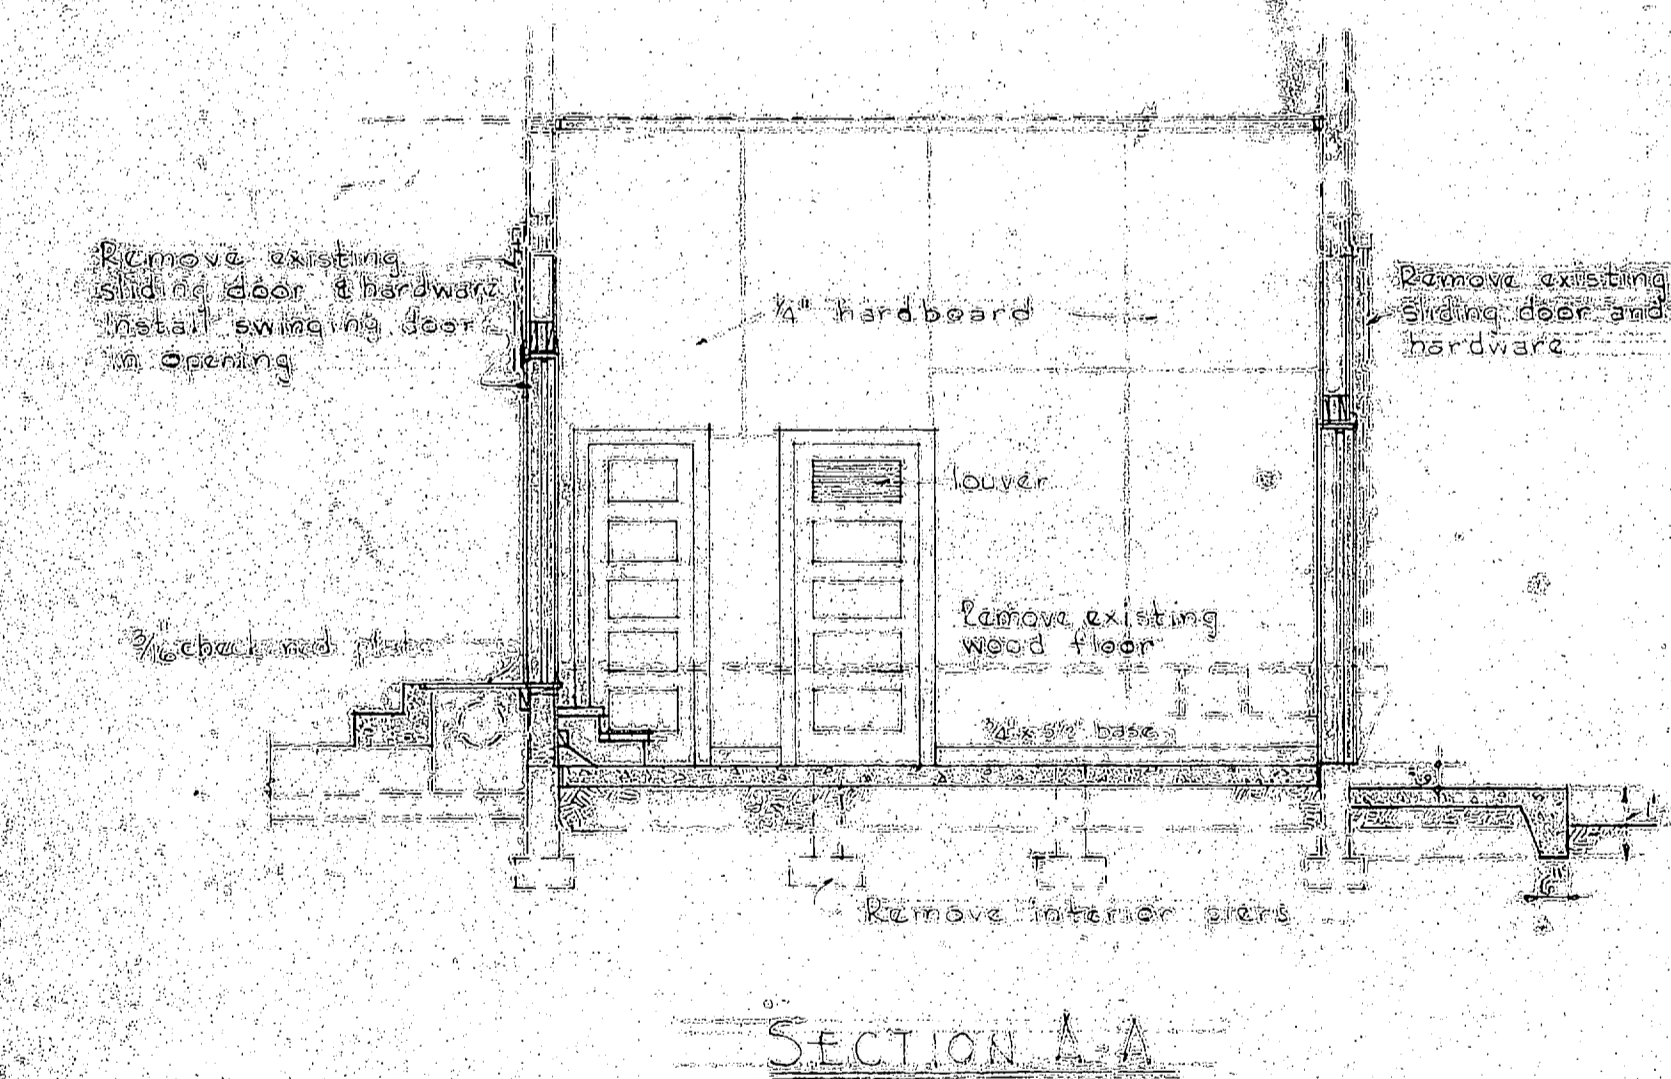 Remove existing
sliding door & hardware
install swinging door
in opening
1/4" hardboard
Remove existing
sliding door and
hardware
louver
3/16" checkered plate
Remove existing
wood floor
3/4" x 5 1/2" base
Remove interior piers
SECTION A-A